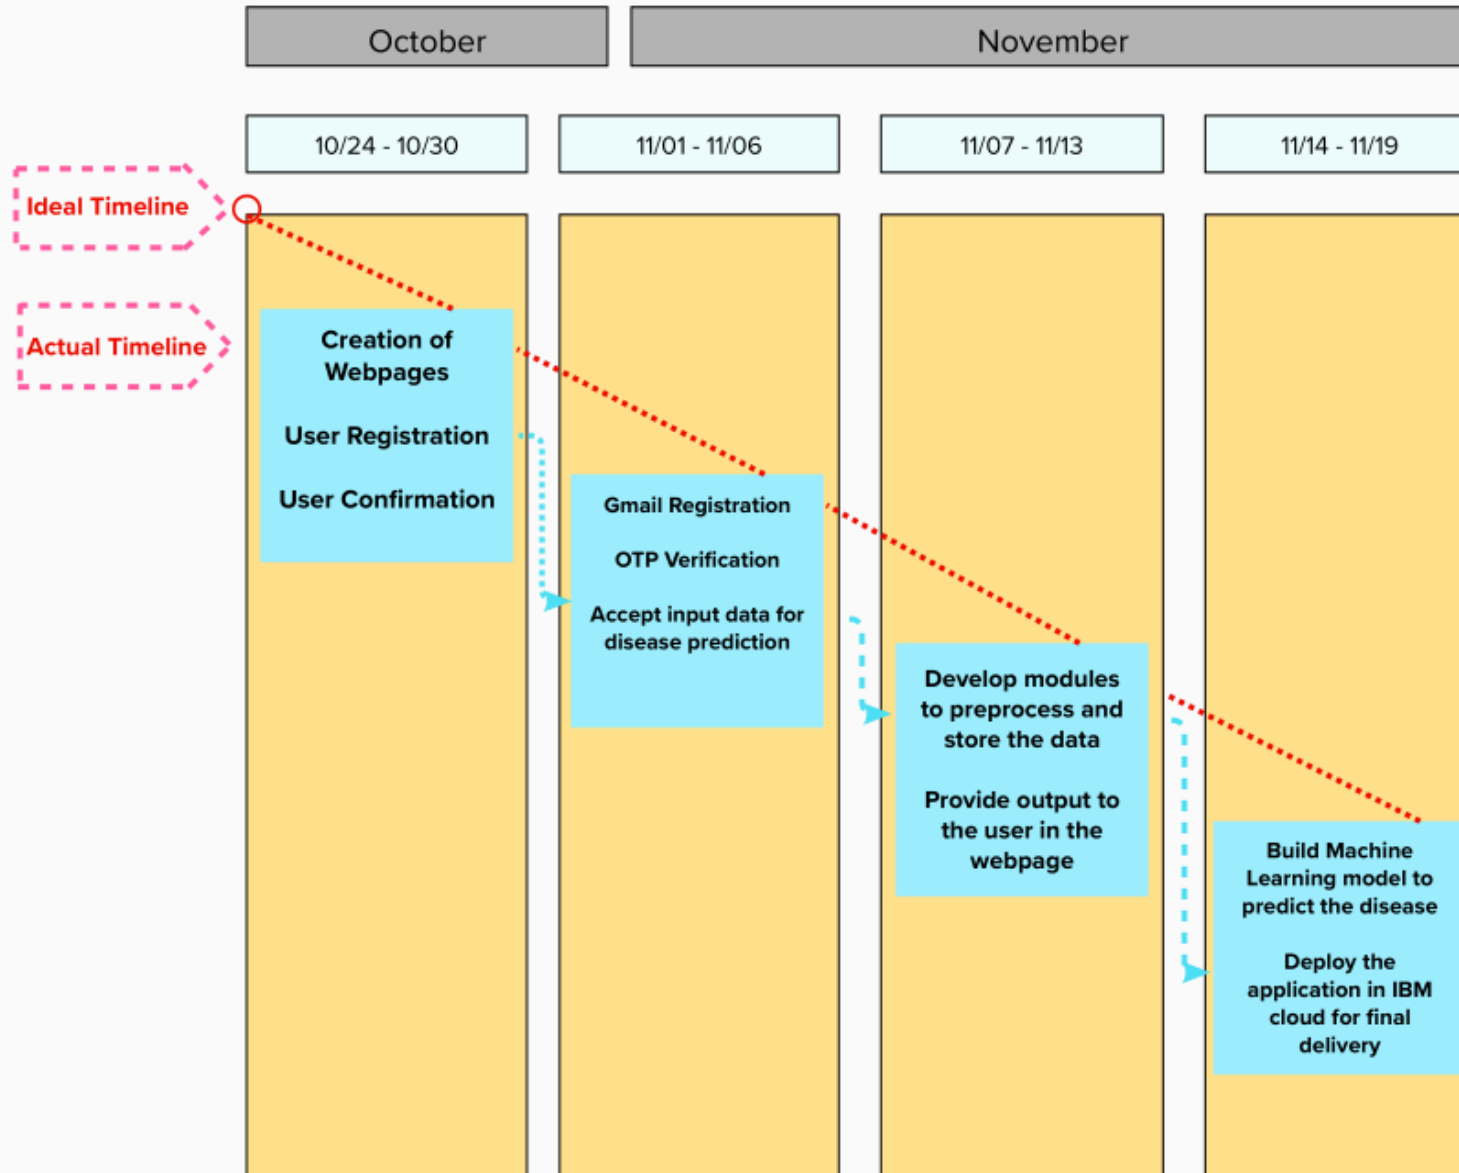 October
November
10/24 - 10/30
11/01 - 11/06
11/07 - 11/13
11/14 - 11/19
Ideal Timeline
Actual Timeline
Creation of
Webpages
User Registration
User Confirmation
Gmail Registration
OTP Verification
Accept input data for
disease prediction
Develop modules
to preprocess and
store the data
Provide output to
the user in the
webpage
Build Machine
Learning model to
predict the disease
Deploy the
application in IBM
cloud for final
delivery